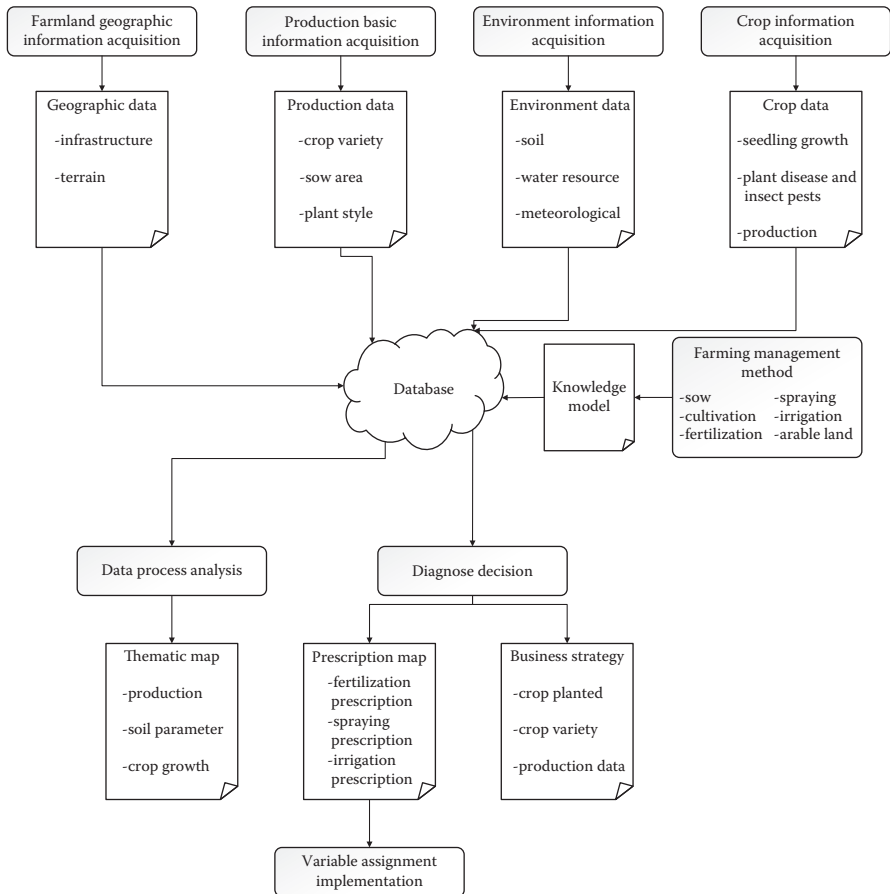 Farmland geographic
information acquisition
Production basic
information acquisition
Environment information
acquisition
Crop information
acquisition
Geographic data
-infrastructure
-terrain
Production data
-crop variety
-sow area
-plant style
Environment data
-soil
-water resource
-meteorological
Crop data
-seedling growth
-plant disease and
insect pests
-production
Database
Knowledge
model
Farming management
method
-sow
-cultivation
-fertilization
-spraying
-irrigation
-arable land
Data process analysis
Diagnose decision
Thematic map
-production
-soil parameter
-crop growth
Prescription map
-fertilization
prescription
-spraying
prescription
-irrigation
prescription
Business strategy
-crop planted
-crop variety
-production data
Variable assignment
implementation